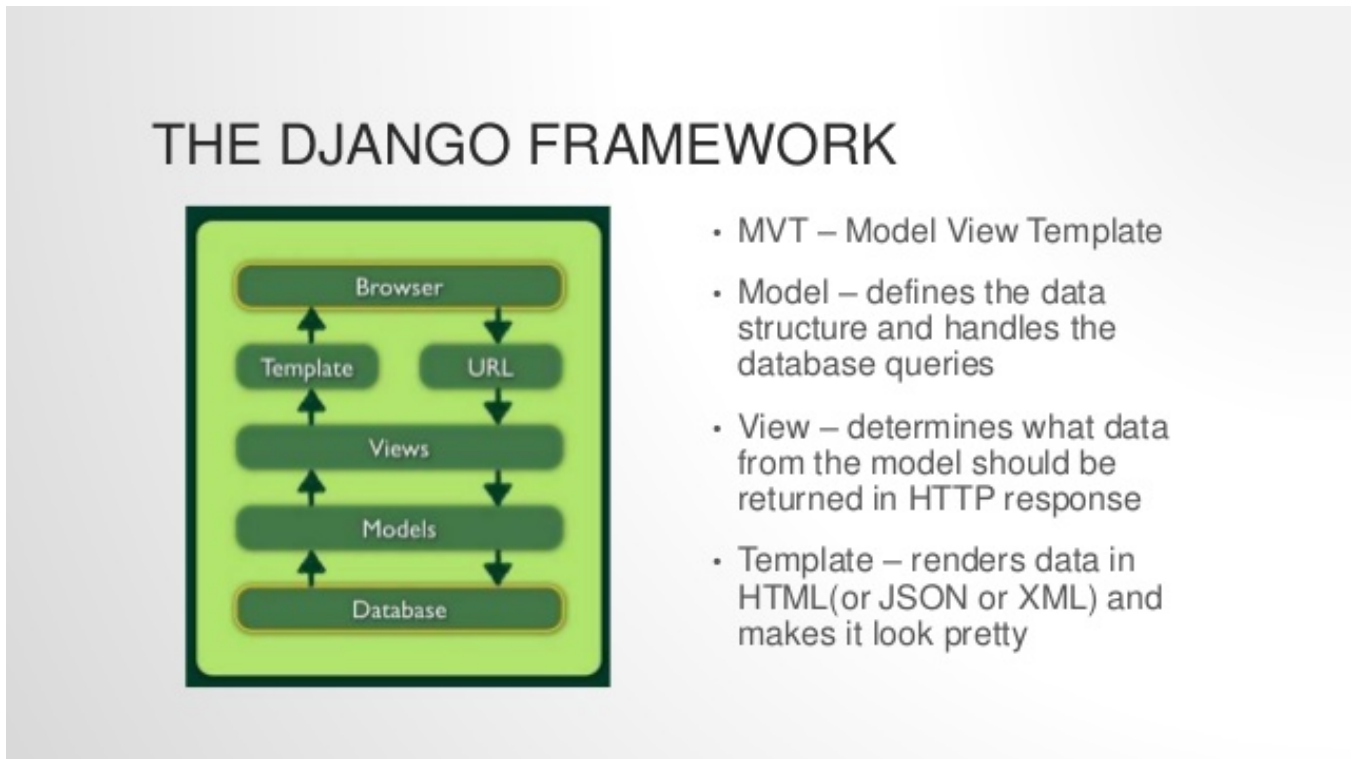 THE DJANGO FRAMEWORK
Browser
Template
URL
Views
Models
Database
• MVT – Model View Template
• Model – defines the data
structure and handles the
database queries
• View – determines what data
from the model should be
returned in HTTP response
• Template – renders data in
HTML(or JSON or XML) and
makes it look pretty